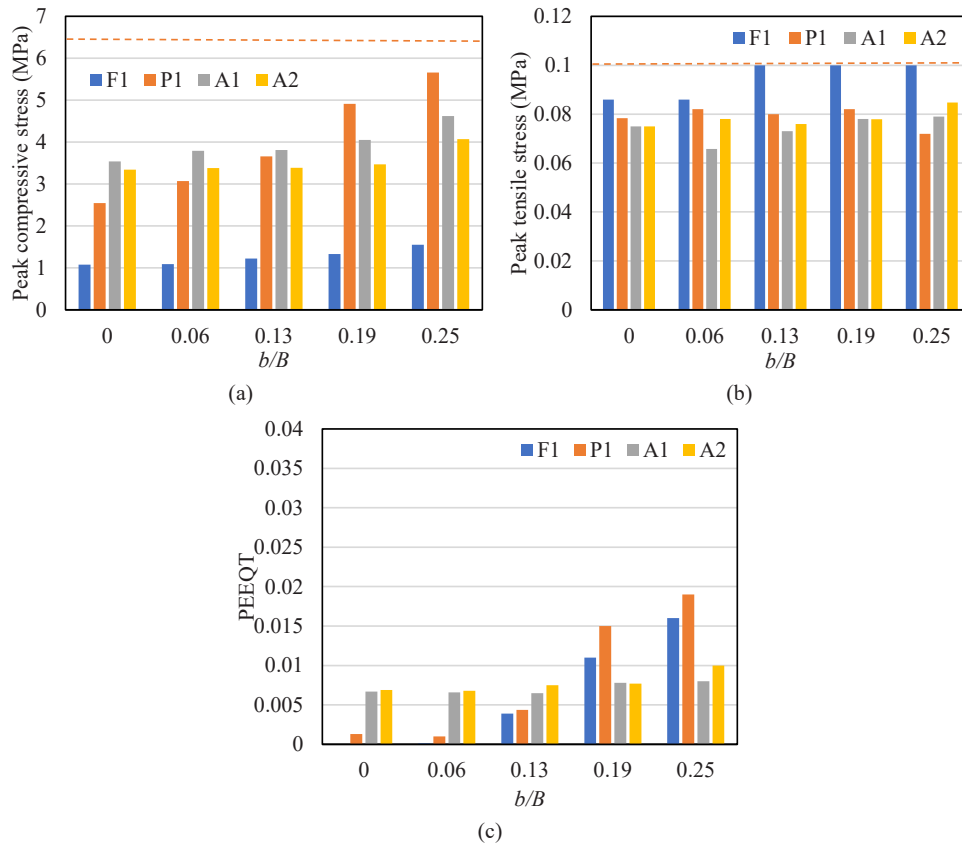 Peak compressive stress (MPa)
7
6
5
4
3
2
1
0
F1 P1 A1 A2
0 0.06 0.13 0.19 0.25
b/B
(a)
Peak tensile stress (MPa)
0.12
0.1
0.08
0.06
0.04
0.02
0
F1 P1 A1 A2
0 0.06 0.13 0.19 0.25
b/B
(b)
PEEQT
0.04
0.035
0.03
0.025
0.02
0.015
0.01
0.005
0
F1 P1 A1 A2
0 0.06 0.13 0.19 0.25
b/B
(c)